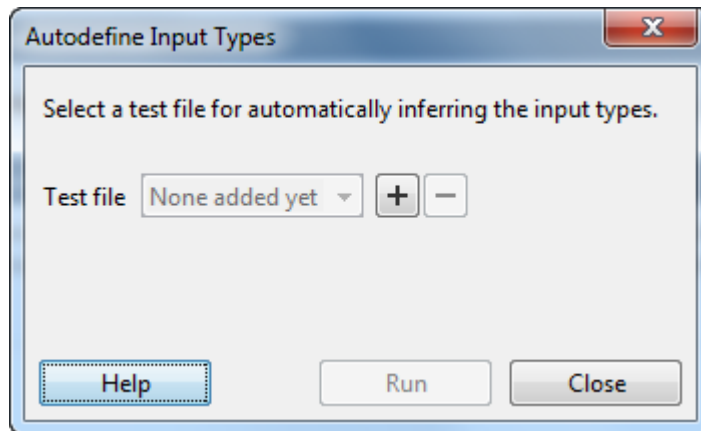 Autodefine Input Types
Select a test file for automatically inferring the input types.
Test file None added yet + −
Help Run Close